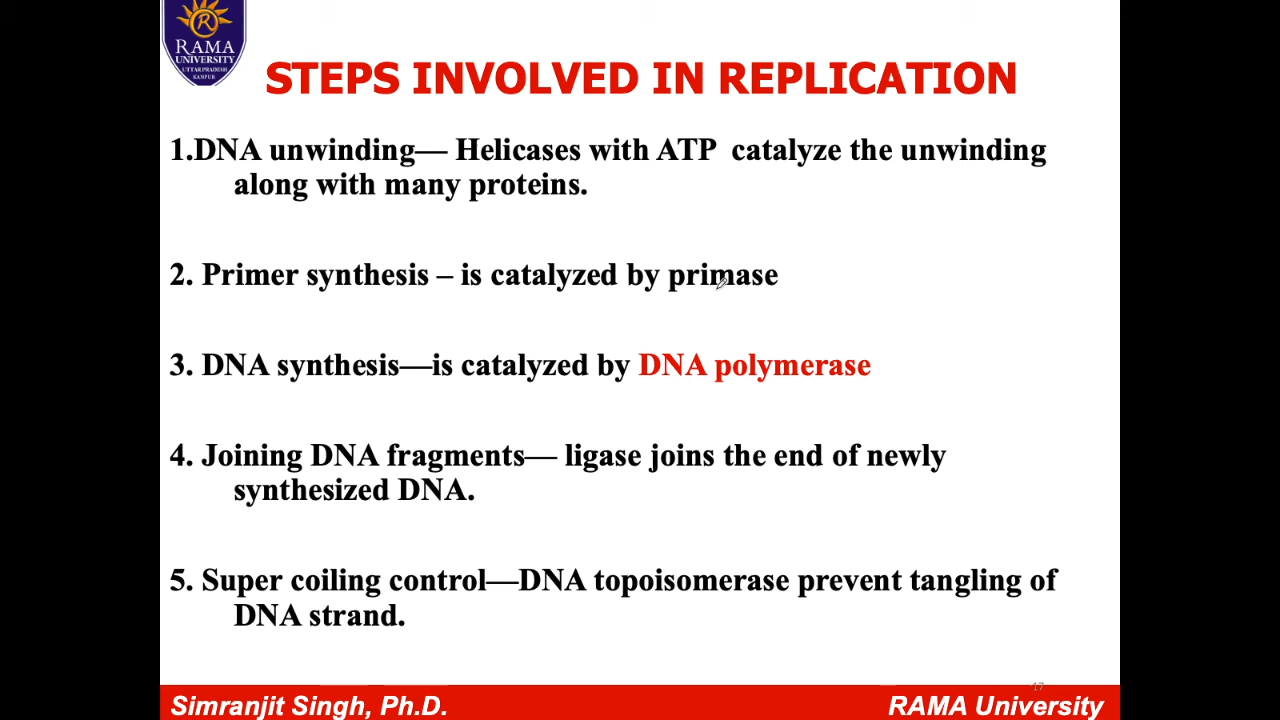 RAMA
UNIVERSITY
UTTAR PRADESH
KANPUR
STEPS INVOLVED IN REPLICATION
1.DNA unwinding— Helicases with ATP catalyze the unwinding
along with many proteins.
2. Primer synthesis – is catalyzed by primase
3. DNA synthesis—is catalyzed by DNA polymerase
4. Joining DNA fragments— ligase joins the end of newly
synthesized DNA.
5. Super coiling control—DNA topoisomerase prevent tangling of
DNA strand.
17
Simranjit Singh, Ph.D.
RAMA University